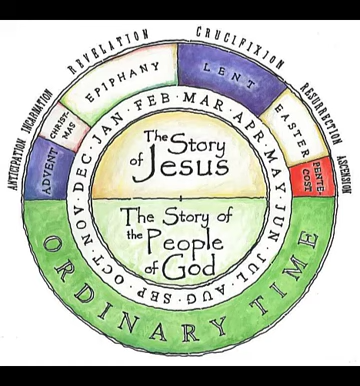 ANTICIPATION
INCARNATION
REVELATION
CRUCIFIXION
RESURRECTION
ASCENSION
ADVENT
CHRIST-
MAS
EPIPHANY
LENT
EASTER
PENTE-
COST
ORDINARY TIME
NOV · DEC · JAN · FEB · MAR · APR · MAY · JUN · JUL · AUG · SEP · OCT ·
The Story
of Jesus
The Story of
the People
of God